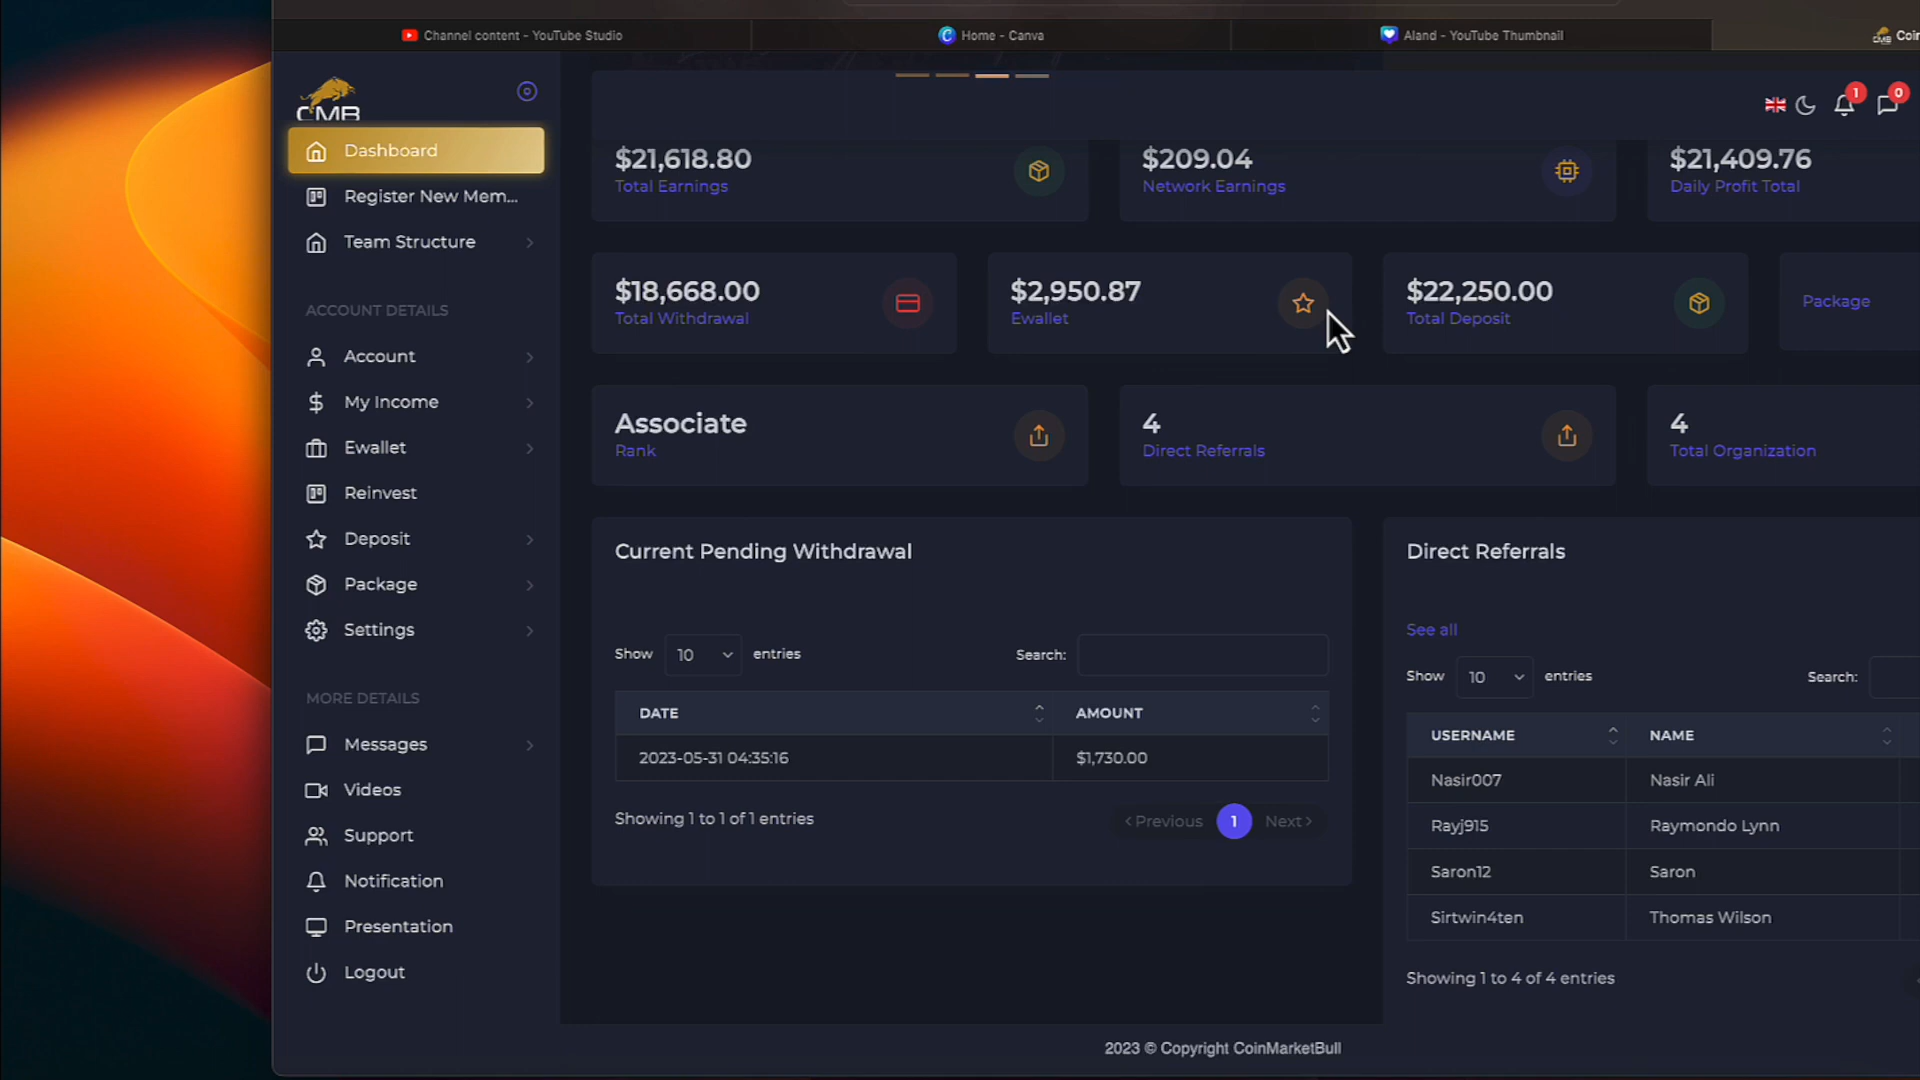 Channel content - YouTube Studio
Home - Canva
Aland - YouTube Thumbnail
Coin
CMB
Dashboard
Register New Mem...
Team Structure
ACCOUNT DETAILS
Account
My Income
Ewallet
Reinvest
Deposit
Package
Settings
MORE DETAILS
Messages
Videos
Support
Notification
Presentation
Logout
1
0
$21,618.80
Total Earnings
$209.04
Network Earnings
$21,409.76
Daily Profit Total
$18,668.00
Total Withdrawal
$2,950.87
Ewallet
$22,250.00
Total Deposit
Package
Associate
Rank
4
Direct Referrals
4
Total Organization
Current Pending Withdrawal
Show 10 entries
Search:
DATE AMOUNT
2023-05-31 04:35:16 $1,730.00
Showing 1 to 1 of 1 entries
Previous 1 Next
Direct Referrals
See all
Show 10 entries
Search:
USERNAME NAME
Nasir007 Nasir Ali
Rayj915 Raymondo Lynn
Saron12 Saron
Sirtwin4ten Thomas Wilson
Showing 1 to 4 of 4 entries
2023 © Copyright CoinMarketBull